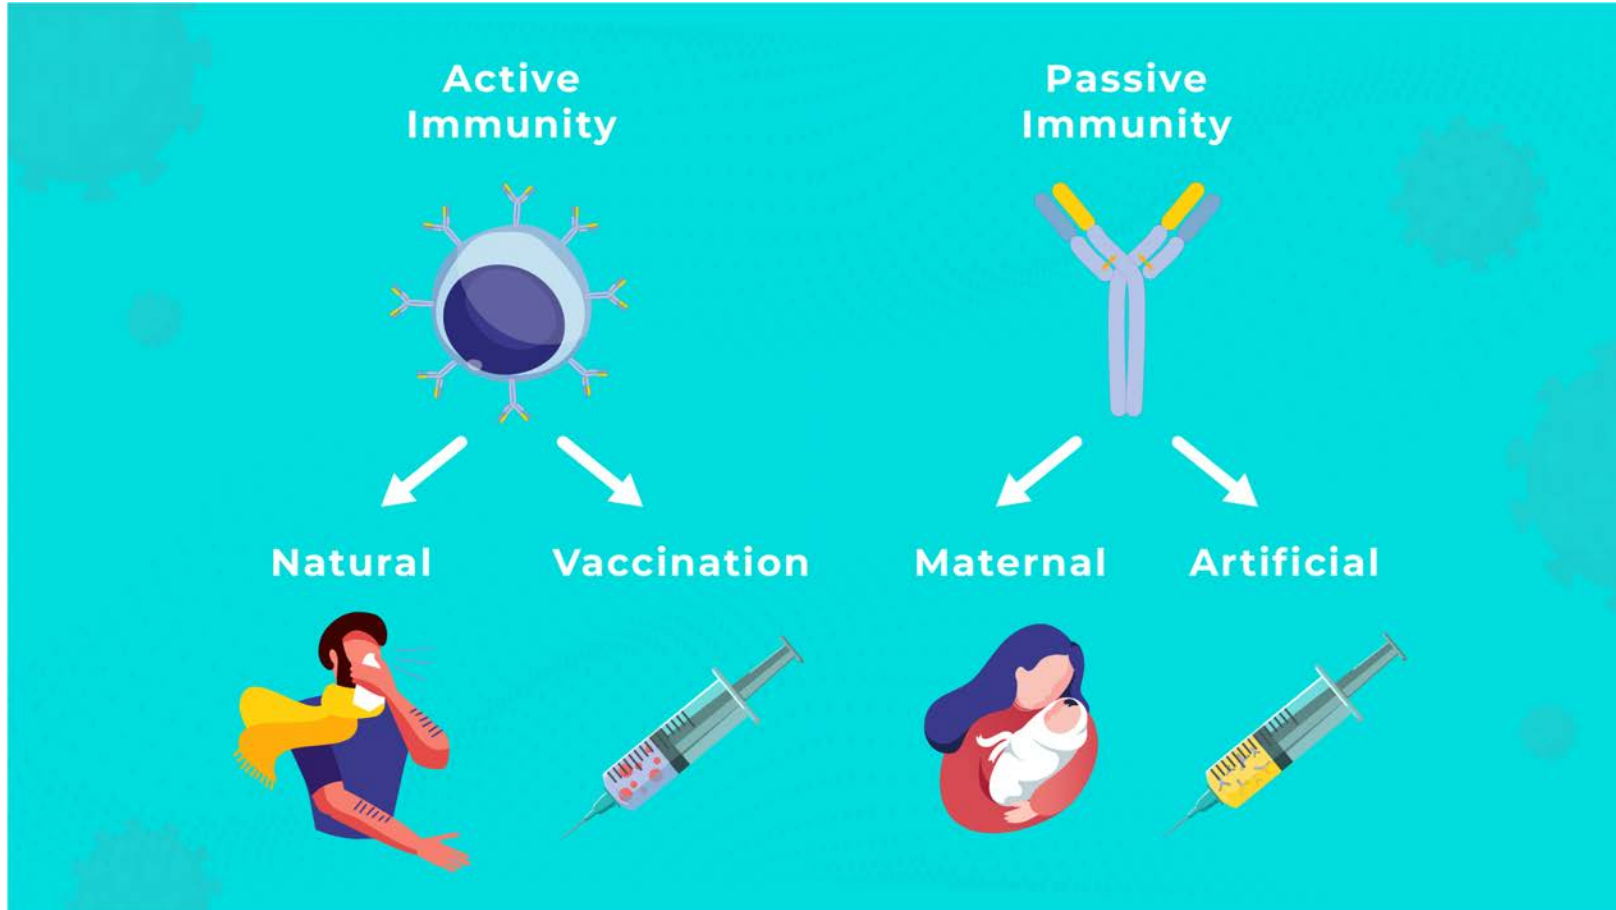 Active
Immunity
Passive
Immunity
Natural
Vaccination
Maternal
Artificial